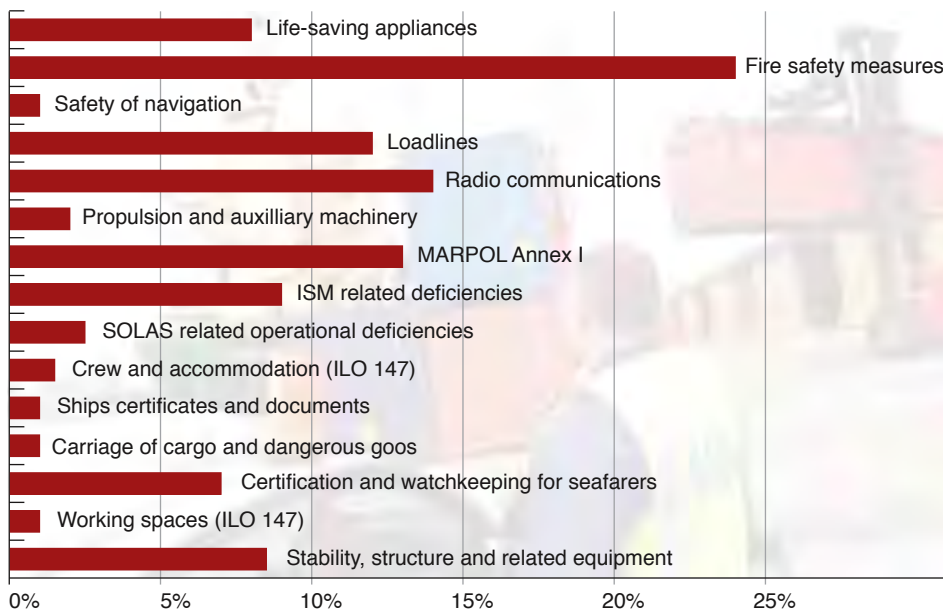 Life-saving appliances
Fire safety measures
Safety of navigation
Loadlines
Radio communications
Propulsion and auxilliary machinery
MARPOL Annex I
ISM related deficiencies
SOLAS related operational deficiencies
Crew and accommodation (ILO 147)
Ships certificates and documents
Carriage of cargo and dangerous goos
Certification and watchkeeping for seafarers
Working spaces (ILO 147)
Stability, structure and related equipment
0% 5% 10% 15% 20% 25%